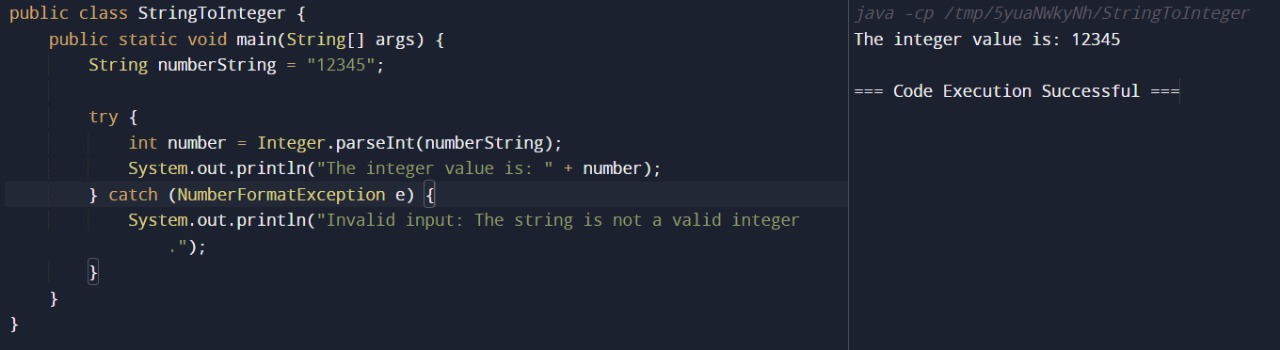 public class StringToInteger {
    public static void main(String[] args) {
        String numberString = "12345";

        try {
            int number = Integer.parseInt(numberString);
            System.out.println("The integer value is: " + number);
        } catch (NumberFormatException e) {
            System.out.println("Invalid input: The string is not a valid integer
                .");
        }
    }
}
java -cp /tmp/5yuaNWkyNh/StringToInteger
The integer value is: 12345

=== Code Execution Successful ===